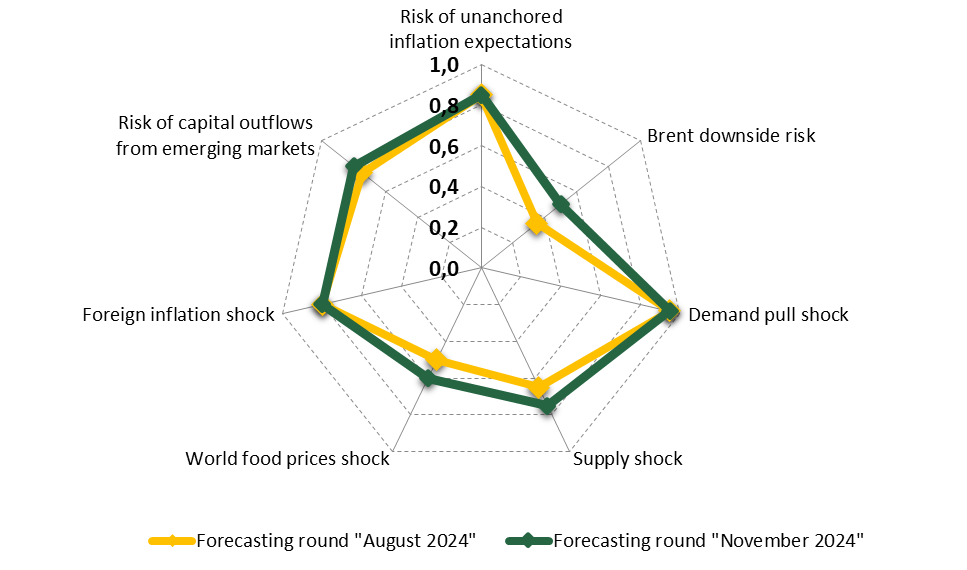 Risk of unanchored
inflation expectations
1,0
0,8
0,6
0,4
0,2
0,0
Brent downside risk
Risk of capital outflows
from emerging markets
Foreign inflation shock
Demand pull shock
World food prices shock
Supply shock
Forecasting round "August 2024"
Forecasting round "November 2024"